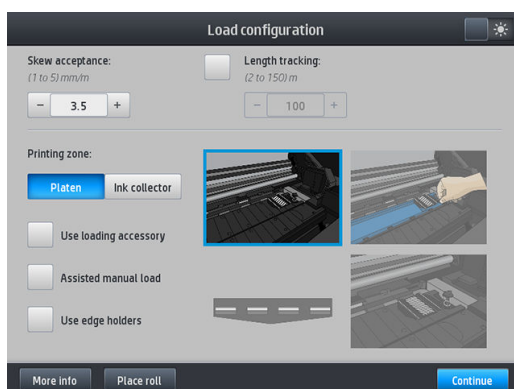 Load configuration
Skew acceptance:
(1 to 5) mm/m
− 3.5 +
Length tracking:
(2 to 150) m
− 100 +
Printing zone:
Platen Ink collector
Use loading accessory
Assisted manual load
Use edge holders
More info Place roll Continue